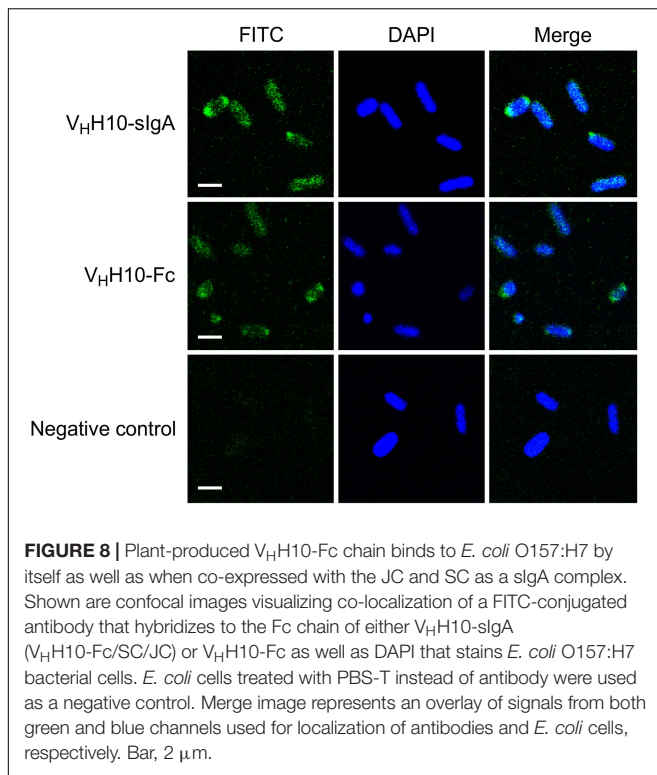 FITC DAPI Merge
VHH10-sIgA
VHH10-Fc
Negative control
FIGURE 8 | Plant-produced VHH10-Fc chain binds to E. coli O157:H7 by
itself as well as when co-expressed with the JC and SC as a sIgA complex.
Shown are confocal images visualizing co-localization of a FITC-conjugated
antibody that hybridizes to the Fc chain of either VHH10-sIgA
(VHH10-Fc/SC/JC) or VHH10-Fc as well as DAPI that stains E. coli O157:H7
bacterial cells. E. coli cells treated with PBS-T instead of antibody were used
as a negative control. Merge image represents an overlay of signals from both
green and blue channels used for localization of antibodies and E. coli cells,
respectively. Bar, 2 μm.